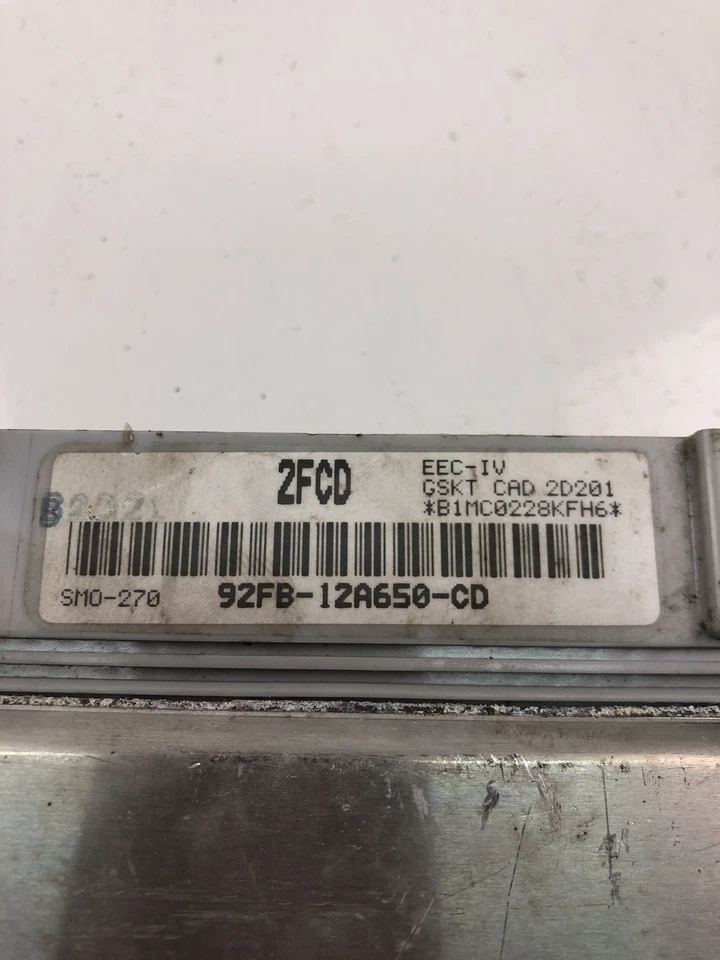 2FCD
EEC-IV
GSKT CAD 2D201
*B1MC0228KFH6*
SMO-270
92FB-12A650-CD